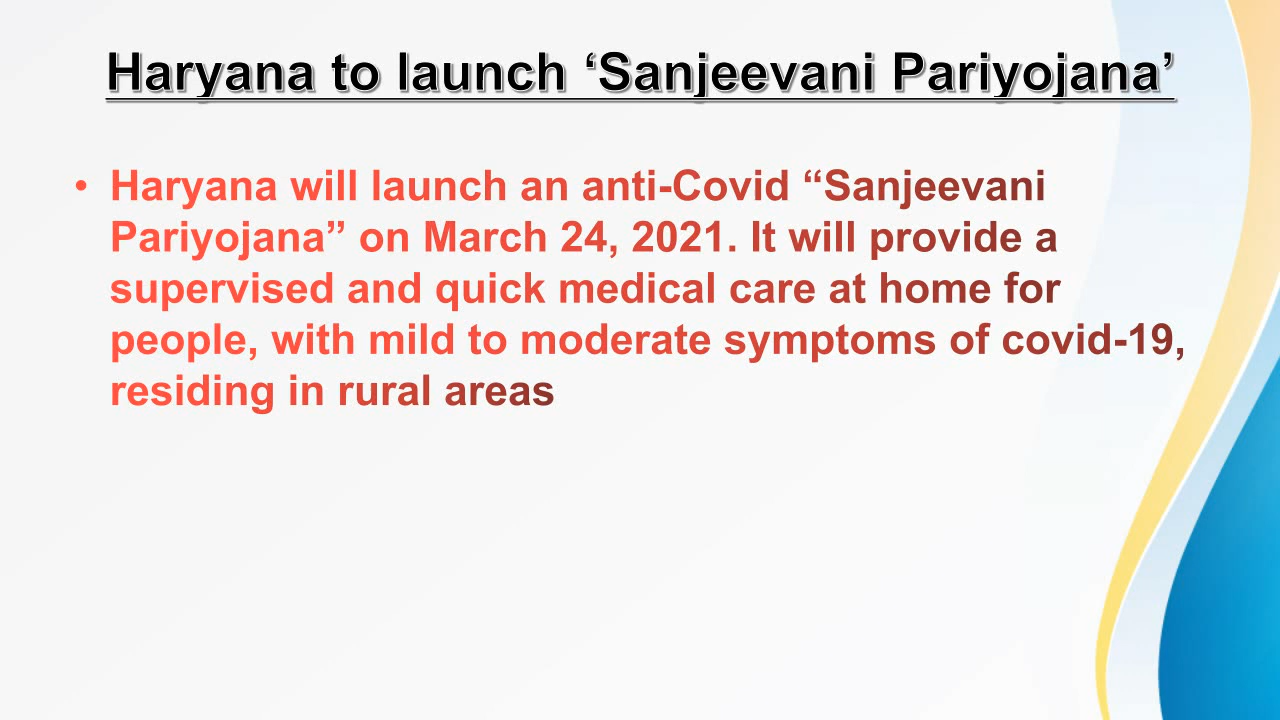 Haryana to launch ‘Sanjeevani Pariyojana’
• Haryana will launch an anti-Covid “Sanjeevani
Pariyojana” on March 24, 2021. It will provide a
supervised and quick medical care at home for
people, with mild to moderate symptoms of covid-19,
residing in rural areas